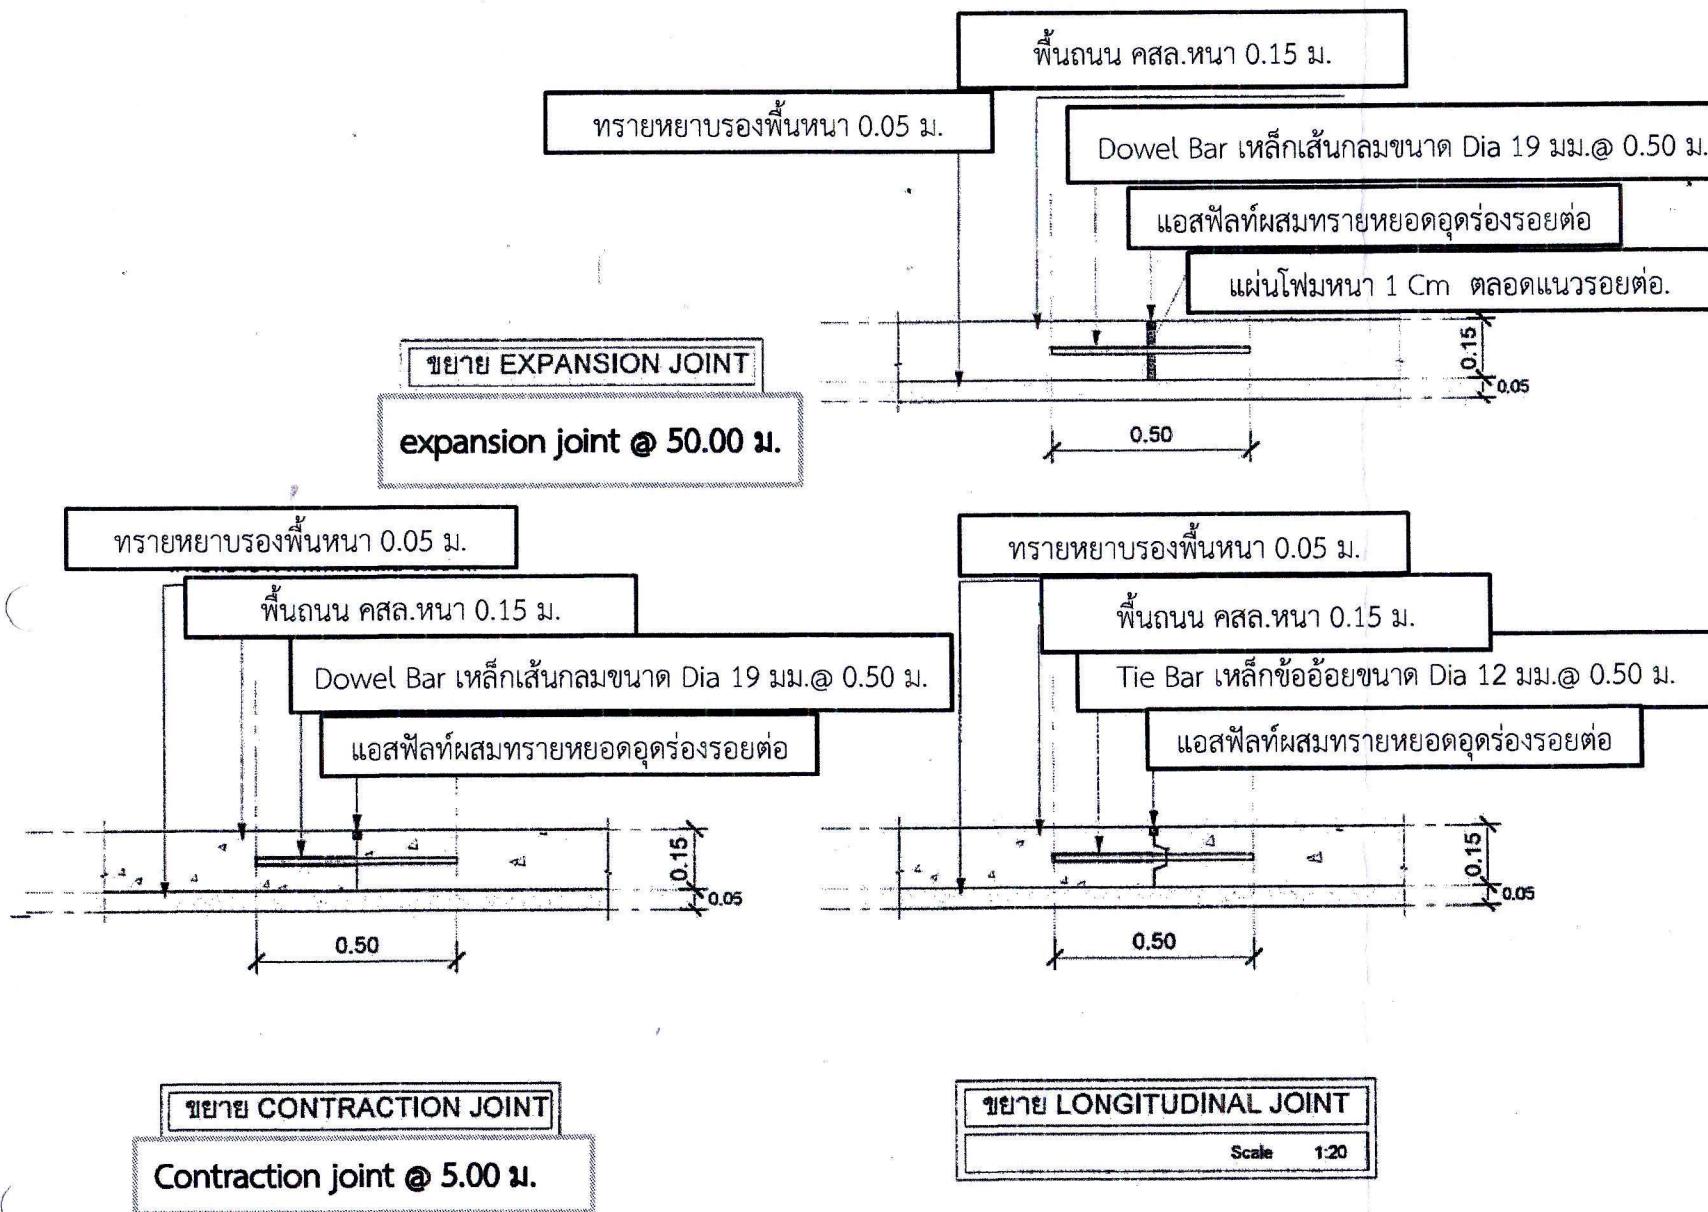 พื้นถนน คสล.หนา 0.15 ม.
ทรายหยาบรองพื้นหนา 0.05 ม.
Dowel Bar เหล็กเส้นกลมขนาด Dia 19 มม.@ 0.50 ม.
แอสฟัลท์ผสมทรายหยอดอุดร่องรอยต่อ
แผ่นโฟมหนา 1 Cm ตลอดแนวรอยต่อ.
0.15
0.05
0.50
ขยาย EXPANSION JOINT
expansion joint @ 50.00 ม.
ทรายหยาบรองพื้นหนา 0.05 ม.
พื้นถนน คสล.หนา 0.15 ม.
Dowel Bar เหล็กเส้นกลมขนาด Dia 19 มม.@ 0.50 ม.
แอสฟัลท์ผสมทรายหยอดอุดร่องรอยต่อ
0.15
0.05
0.50
ขยาย CONTRACTION JOINT
Contraction joint @ 5.00 ม.
ทรายหยาบรองพื้นหนา 0.05 ม.
พื้นถนน คสล.หนา 0.15 ม.
Tie Bar เหล็กข้ออ้อยขนาด Dia 12 มม.@ 0.50 ม.
แอสฟัลท์ผสมทรายหยอดอุดร่องรอยต่อ
0.15
0.05
0.50
ขยาย LONGITUDINAL JOINT
Scale 1:20